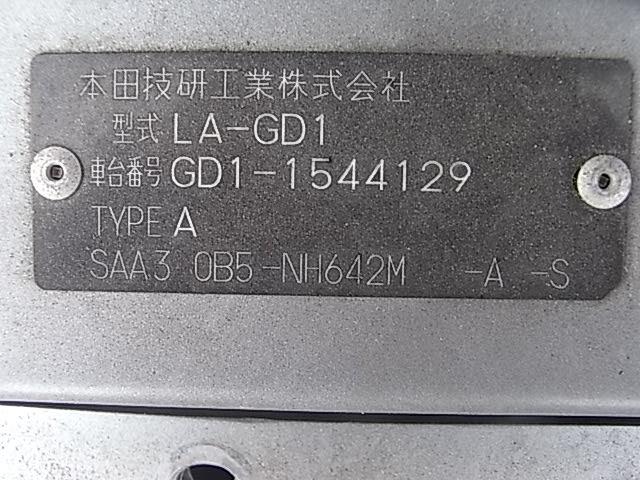 本田技研工業株式会社
型式 LA-GD1
車台番号 GD1-1544129
TYPE A
SAA3 0B5-NH642M -A -S